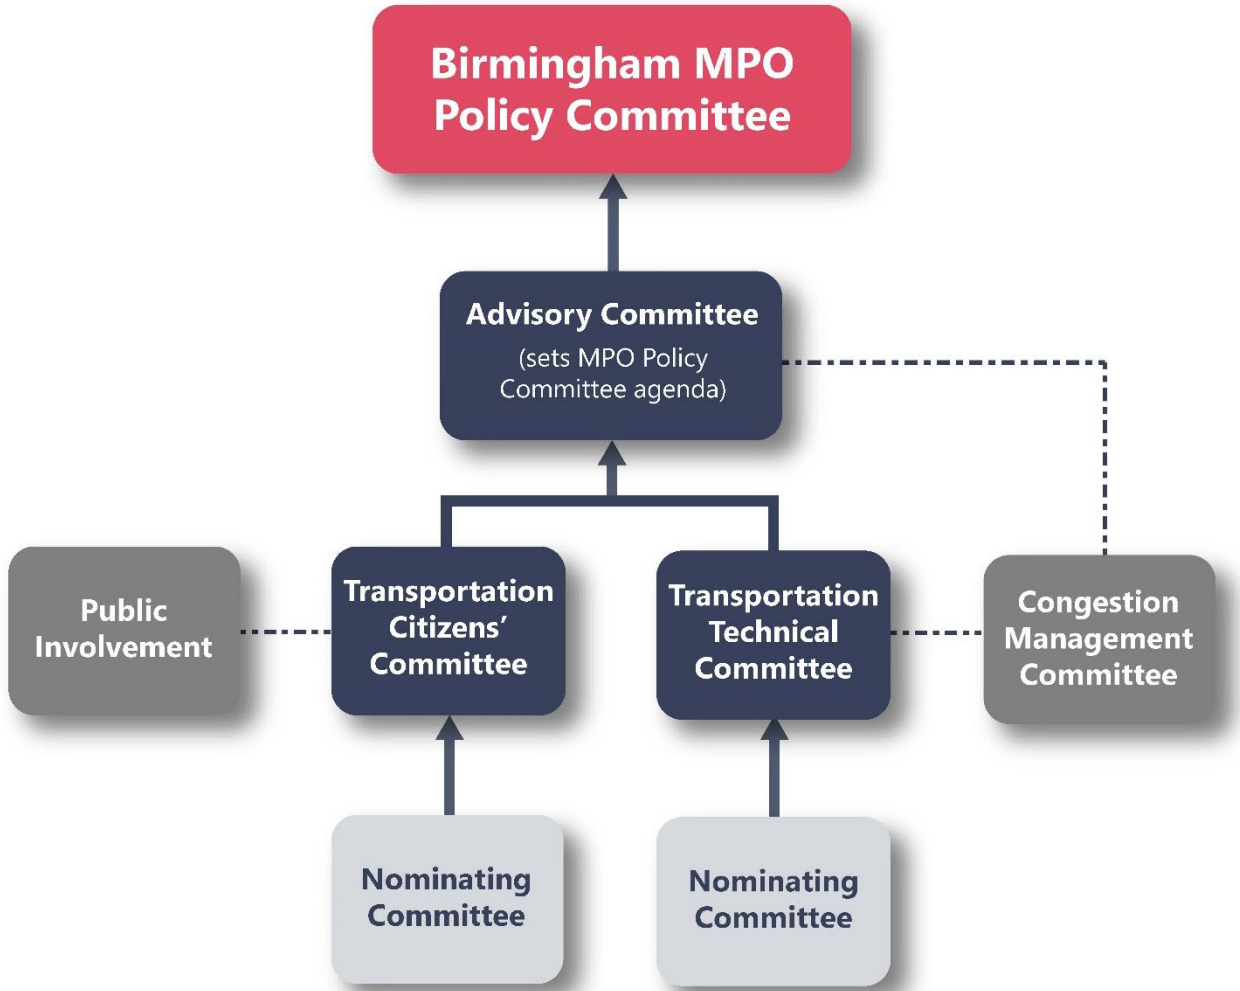 Birmingham MPO
Policy Committee
Advisory Committee
(sets MPO Policy
Committee agenda)
Public
Involvement
Transportation
Citizens’
Committee
Transportation
Technical
Committee
Congestion
Management
Committee
Nominating
Committee
Nominating
Committee